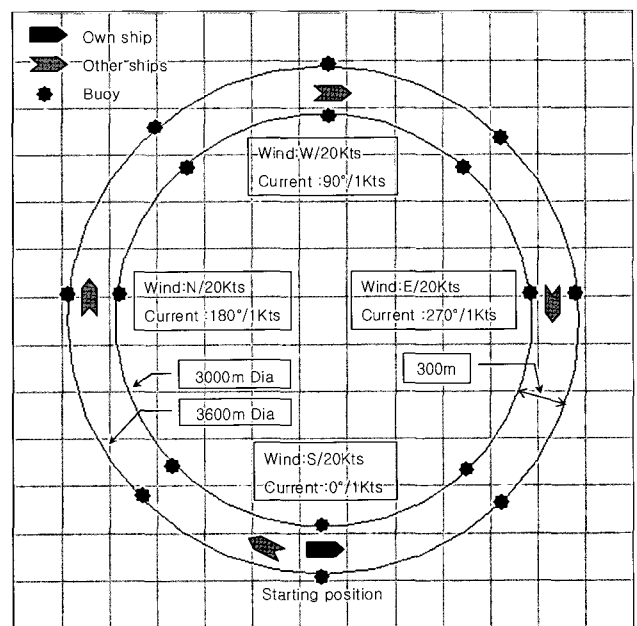 Own ship
Other ships
Buoy
Wind:W/20Kts
Current :90°/1Kts
Wind:N/20Kts
Current :180°/1Kts
Wind:E/20Kts
Current :270°/1Kts
3000m Dia
300m
3600m Dia
Wind:S/20Kts
Current:0°/1Kts
Starting position